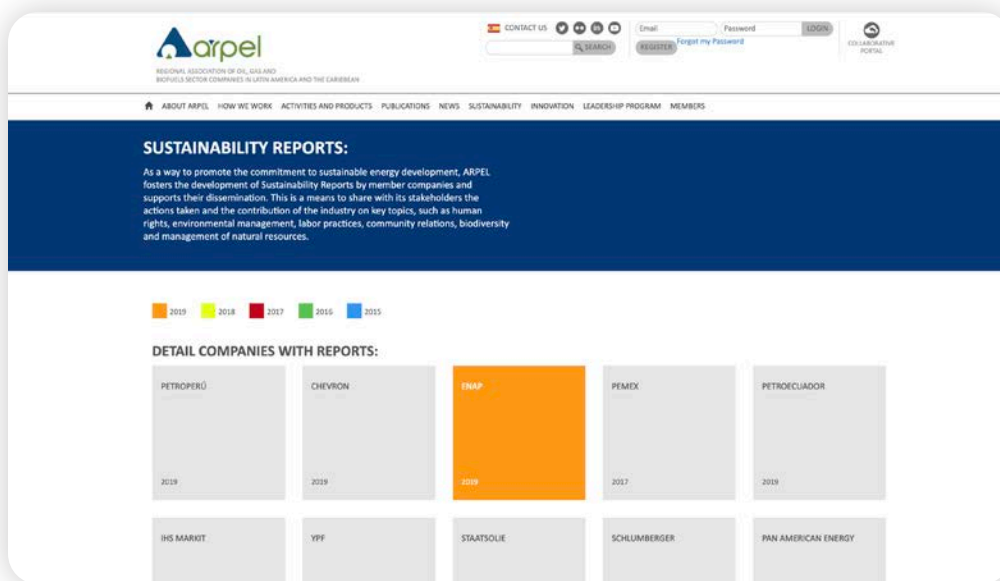 CONTACT US
Email
Password
LOGIN
SEARCH
REGISTER
Forgot my Password
COLLABORATIVE
PORTAL
arpel
REGIONAL ASSOCIATION OF OIL, GAS AND
BIOFUELS SECTOR COMPANIES IN LATIN AMERICA AND THE CARIBBEAN
ABOUT ARPEL HOW WE WORK ACTIVITIES AND PRODUCTS PUBLICATIONS NEWS SUSTAINABILITY INNOVATION LEADERSHIP PROGRAM MEMBERS
SUSTAINABILITY REPORTS:
As a way to promote the commitment to sustainable energy development, ARPEL
fosters the development of Sustainability Reports by member companies and
supports their dissemination. This is a means to share with its stakeholders the
actions taken and the contribution of the industry on key topics, such as human
rights, environmental management, labor practices, community relations, biodiversity
and management of natural resources.
2019 2018 2017 2016 2015
DETAIL COMPANIES WITH REPORTS:
PETROPERÚ CHEVRON ENAP PEMEX PETROECUADOR
2019 2019 2019 2017 2019
IHS MARKIT YPF STAATSOLIE SCHLUMBERGER PAN AMERICAN ENERGY